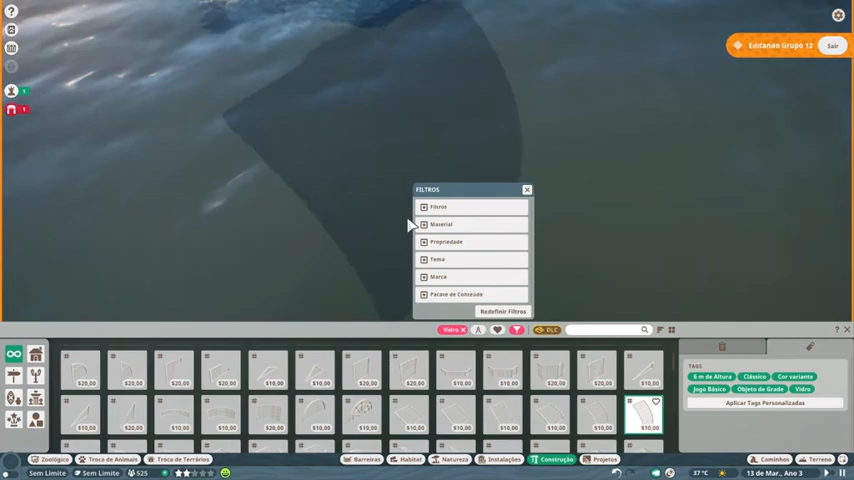 ?
Editando Grupo 12
Sair
1
1
FILTROS
Filtros
Material
Propriedade
Tema
Marca
Pacote de Conteúdo
Redefinir Filtros
Vidro
DLC
?
$20,00 $20,00 $20,00 $20,00 $10,00 $10,00 $20,00 $20,00 $10,00 $10,00 $20,00 $20,00 $10,00
$20,00 $20,00 $10,00 $10,00 $20,00 $10,00 $20,00 $10,00 $10,00 $10,00 $10,00 $10,00 $10,00
TAGS
6 m de Altura Clássico Cor variante
Jogo Básico Objeto de Grade Vidro
Aplicar Tags Personalizadas
Zoológico Troca de Animais Troca de Terrários Barreiras Habitat Natureza Instalações Construção Projetos Caminhos Terreno
Sem Limite Sem Limite 525 37 °C 13 de Mar., Ano 3